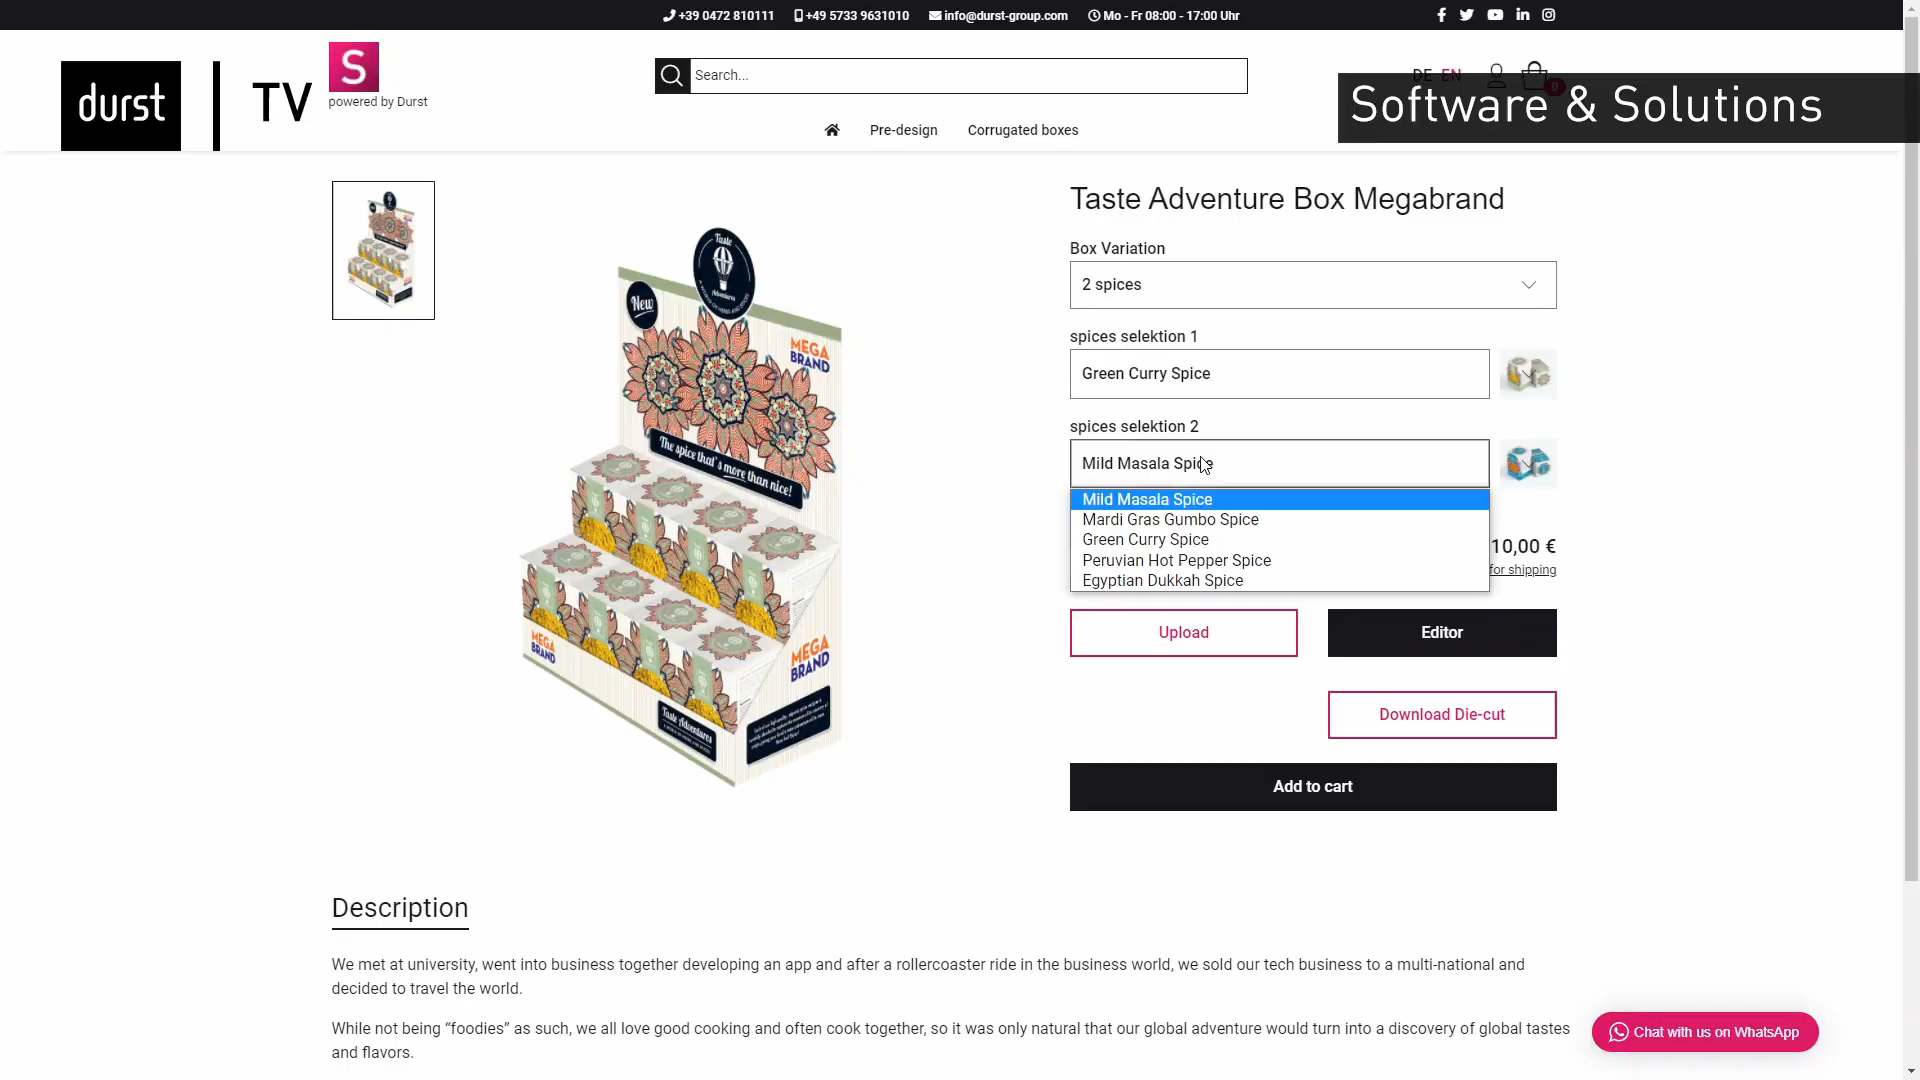 +39 0472 810111 +49 5733 9631010 info@durst-group.com Mo - Fr 08:00 - 17:00 Uhr
durst TV S
powered by Durst
Search...
DE EN
0
Software & Solutions
Pre-design Corrugated boxes
Taste Adventure Box Megabrand
Box Variation
2 spices
spices selektion 1
Green Curry Spice
spices selektion 2
Mild Masala Spice
Mild Masala Spice
Mardi Gras Gumbo Spice
Green Curry Spice
Peruvian Hot Pepper Spice
Egyptian Dukkah Spice
10,00 €
for shipping
Upload
Editor
Download Die-cut
Add to cart
Taste
Adventures
New
MEGA
BRAND
The spice that's more than nice!
MEGA
BRAND
MEGA
BRAND
Taste Adventures
Description
We met at university, went into business together developing an app and after a rollercoaster ride in the business world, we sold our tech business to a multi-national and
decided to travel the world.
While not being “foodies” as such, we all love good cooking and often cook together, so it was only natural that our global adventure would turn into a discovery of global tastes
and flavors.
Chat with us on WhatsApp